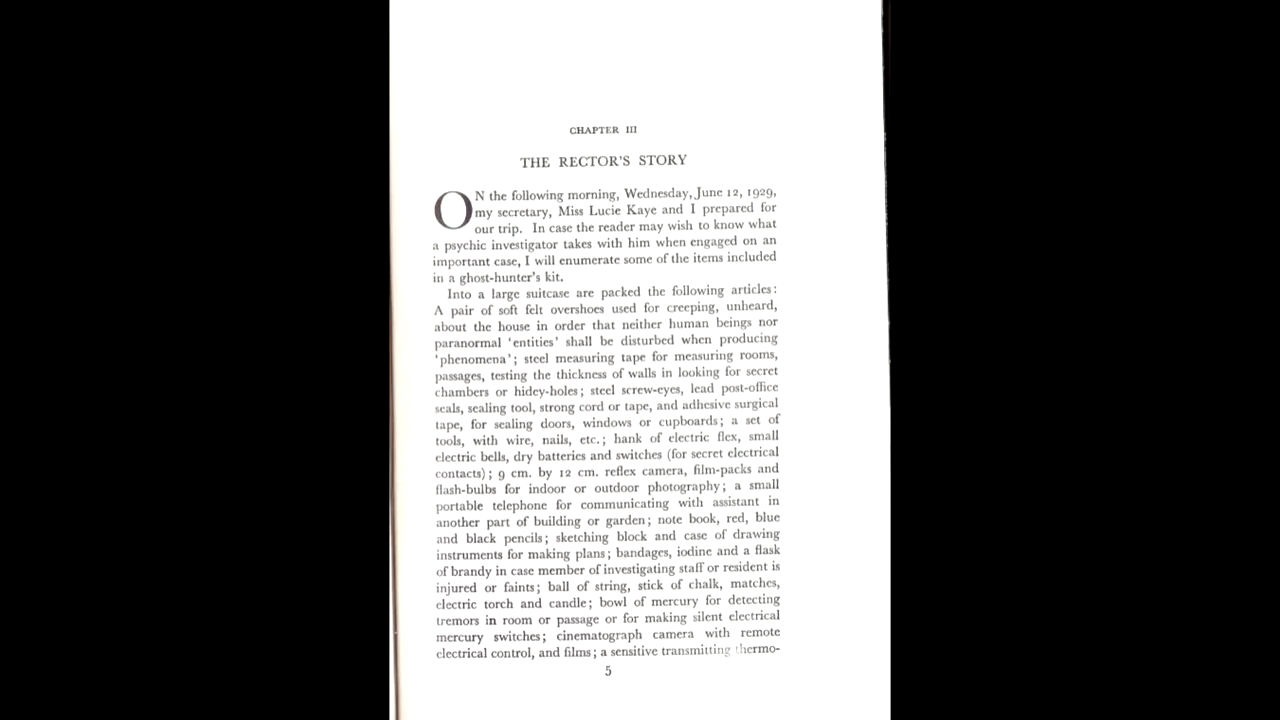 CHAPTER III
THE RECTOR'S STORY
ON the following morning, Wednesday, June 12, 1929,
my secretary, Miss Lucie Kaye and I prepared for
our trip. In case the reader may wish to know what
a psychic investigator takes with him when engaged on an
important case, I will enumerate some of the items included
in a ghost-hunter's kit.
Into a large suitcase are packed the following articles:
A pair of soft felt overshoes used for creeping, unheard,
about the house in order that neither human beings nor
paranormal 'entities' shall be disturbed when producing
'phenomena'; steel measuring tape for measuring rooms,
passages, testing the thickness of walls in looking for secret
chambers or hidey-holes; steel screw-eyes, lead post-office
seals, sealing tool, strong cord or tape, and adhesive surgical
tape, for sealing doors, windows or cupboards; a set of
tools, with wire, nails, etc.; hank of electric flex, small
electric bells, dry batteries and switches (for secret electrical
contacts); 9 cm. by 12 cm. reflex camera, film-packs and
flash-bulbs for indoor or outdoor photography; a small
portable telephone for communicating with assistant in
another part of building or garden; note book, red, blue
and black pencils; sketching block and case of drawing
instruments for making plans; bandages, iodine and a flask
of brandy in case member of investigating staff or resident is
injured or faints; ball of string, stick of chalk, matches,
electric torch and candle; bowl of mercury for detecting
tremors in room or passage or for making silent electrical
mercury switches; cinematograph camera with remote
electrical control, and films; a sensitive transmitting thermo-
5